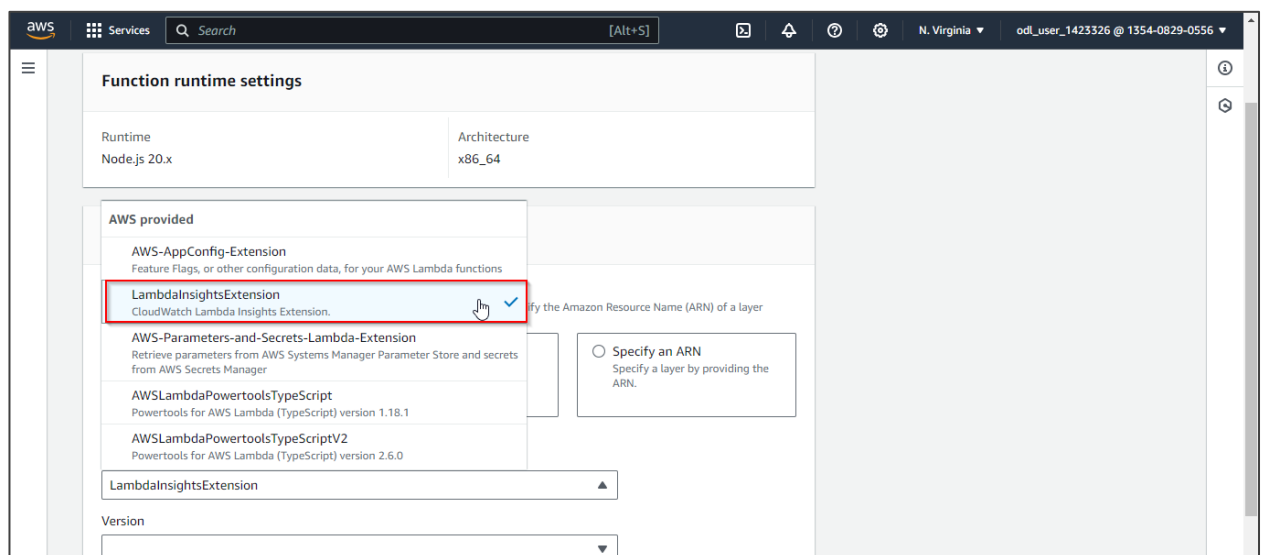 aws
Services
Search
[Alt+S]
N. Virginia
odl_user_1423326 @ 1354-0829-0556
Function runtime settings
Runtime
Architecture
Node.js 20.x
x86_64
AWS provided
AWS-AppConfig-Extension
Feature Flags, or other configuration data, for your AWS Lambda functions
LambdaInsightsExtension
CloudWatch Lambda Insights Extension.
ify the Amazon Resource Name (ARN) of a layer
AWS-Parameters-and-Secrets-Lambda-Extension
Retrieve parameters from AWS Systems Manager Parameter Store and secrets
from AWS Secrets Manager
Specify an ARN
Specify a layer by providing the
ARN.
AWSLambdaPowertoolsTypeScript
Powertools for AWS Lambda (TypeScript) version 1.18.1
AWSLambdaPowertoolsTypeScriptV2
Powertools for AWS Lambda (TypeScript) version 2.6.0
LambdaInsightsExtension
Version